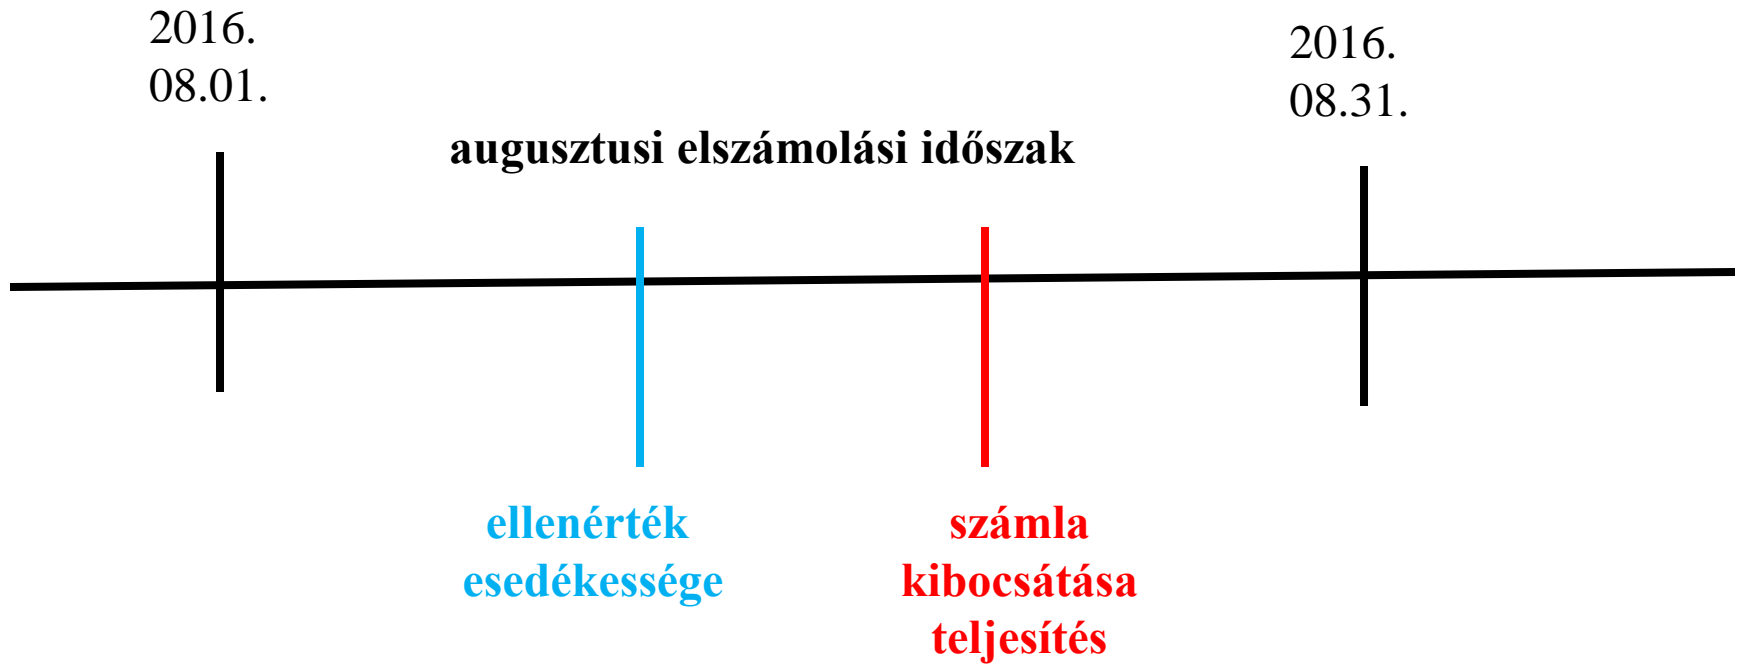 2016.
08.01.
2016.
08.31.
augusztusi elszámolási időszak
ellenérték
esedékessége
számla
kibocsátása
teljesítés